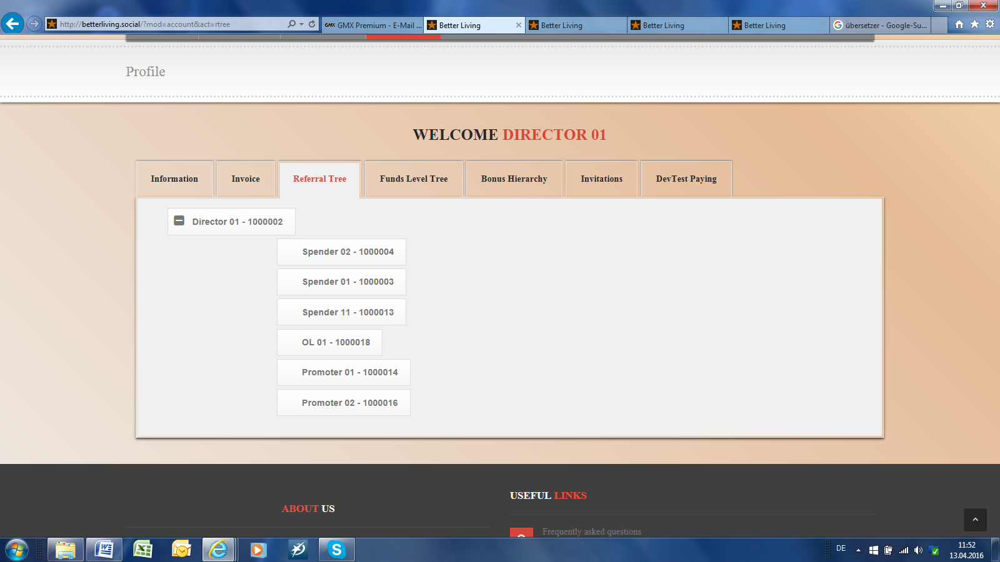 http://betterliving.social/?mod=account&act=rtree
GMX GMX Premium - E-Mail ...
Better Living
Better Living
Better Living
Better Living
übersetzer - Google-Su...
Profile
WELCOME DIRECTOR 01
Information
Invoice
Referral Tree
Funds Level Tree
Bonus Hierarchy
Invitations
DevTest Paying
Director 01 - 1000002
Spender 02 - 1000004
Spender 01 - 1000003
Spender 11 - 1000013
OL 01 - 1000018
Promoter 01 - 1000014
Promoter 02 - 1000016
ABOUT US
USEFUL LINKS
Frequently asked questions
DE
11:52
13.04.2016